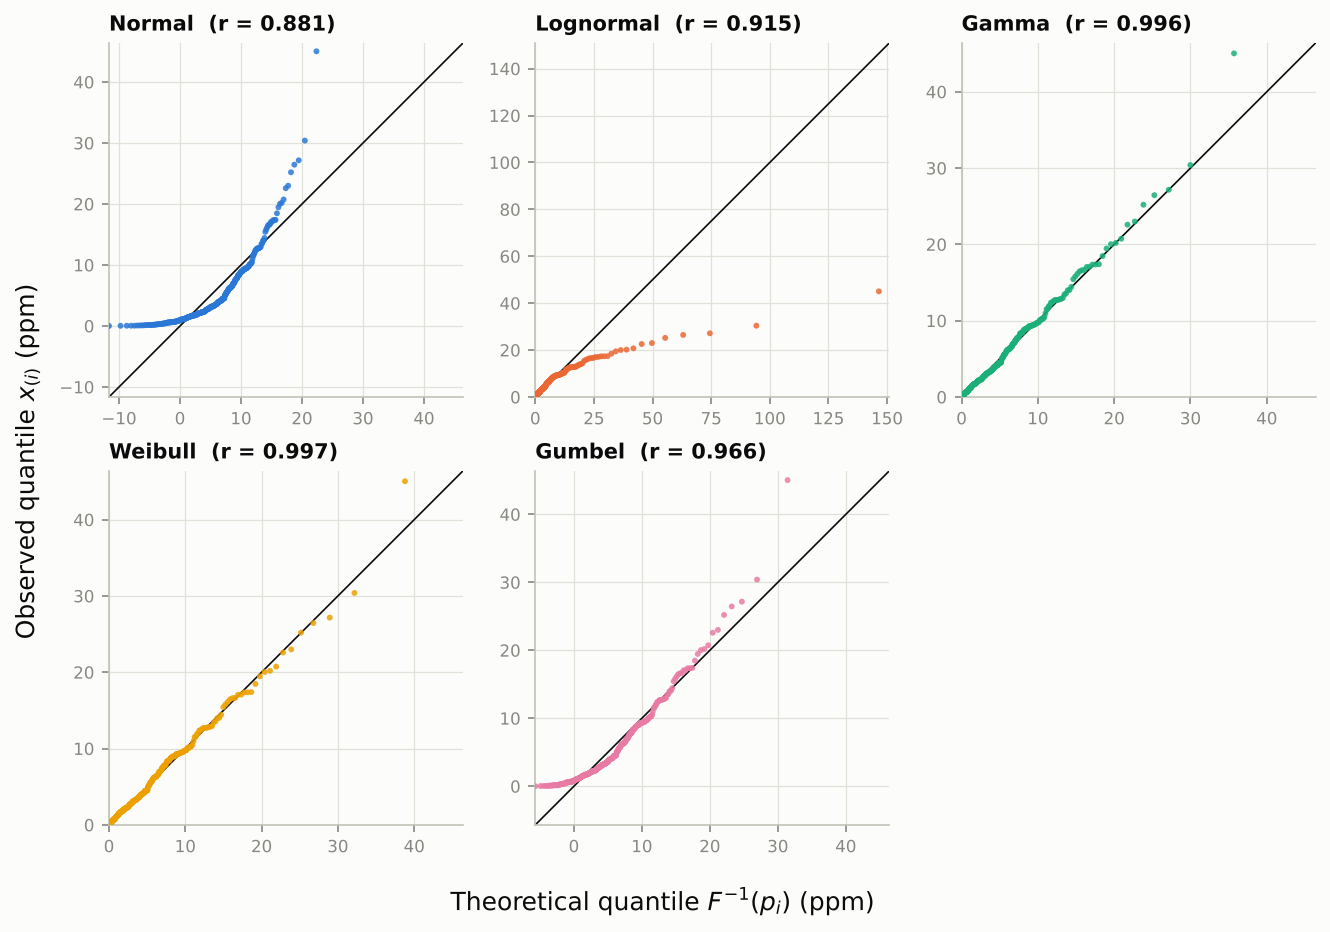 Normal (r = 0.881)
Lognormal (r = 0.915)
Gamma (r = 0.996)
40
30
20
10
0
−10
−10 0 10 20 30 40
140
120
100
80
60
40
20
0
0 25 50 75 100 125 150
40
30
20
10
0
0 10 20 30 40
Weibull (r = 0.997)
Gumbel (r = 0.966)
40
30
20
10
0
0 10 20 30 40
40
30
20
10
0
0 10 20 30 40
Observed quantile x(i) (ppm)
Theoretical quantile F⁻¹(pᵢ) (ppm)